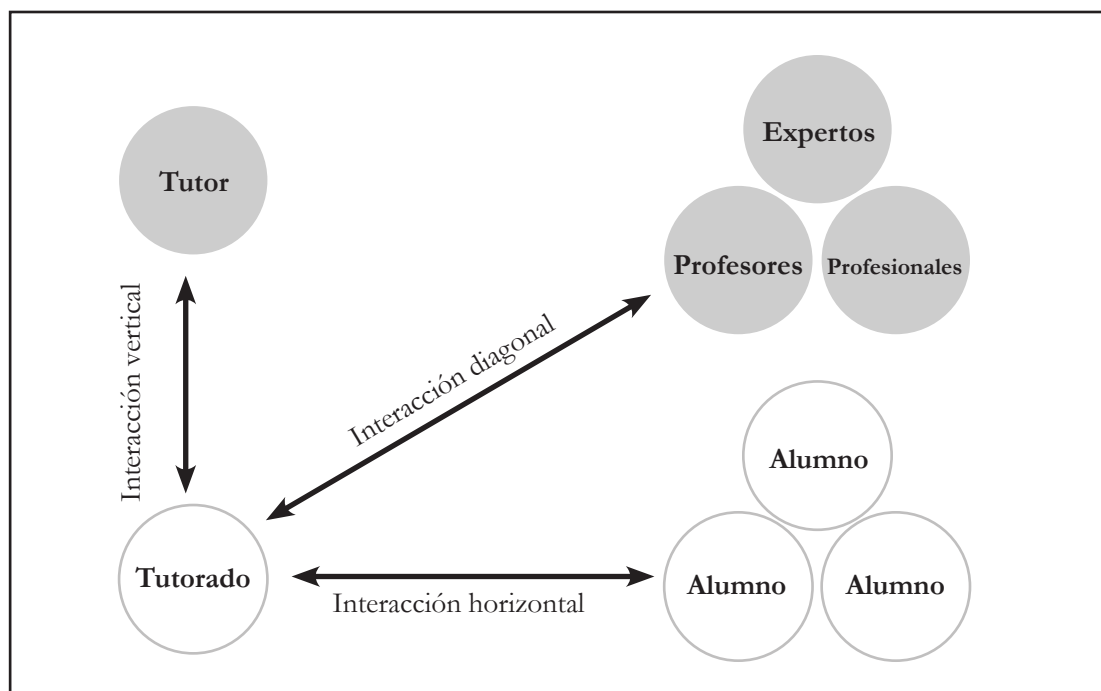 Expertos
Tutor
Profesores
Profesionales
Interacción vertical
Interacción diagonal
Alumno
Tutorado
Alumno
Alumno
Interacción horizontal